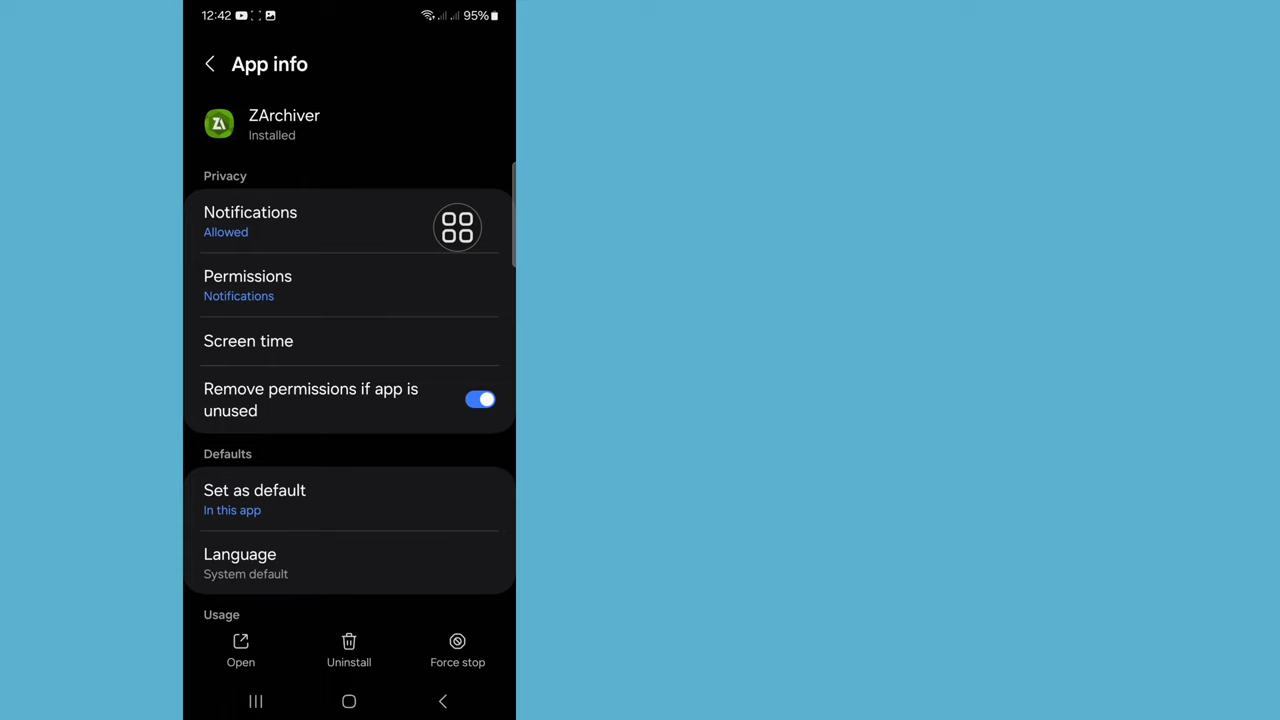 12:42
95%
App info
ZA
ZArchiver
Installed
Privacy
Notifications
Allowed
Permissions
Notifications
Screen time
Remove permissions if app is
unused
Defaults
Set as default
In this app
Language
System default
Usage
Open
Uninstall
Force stop